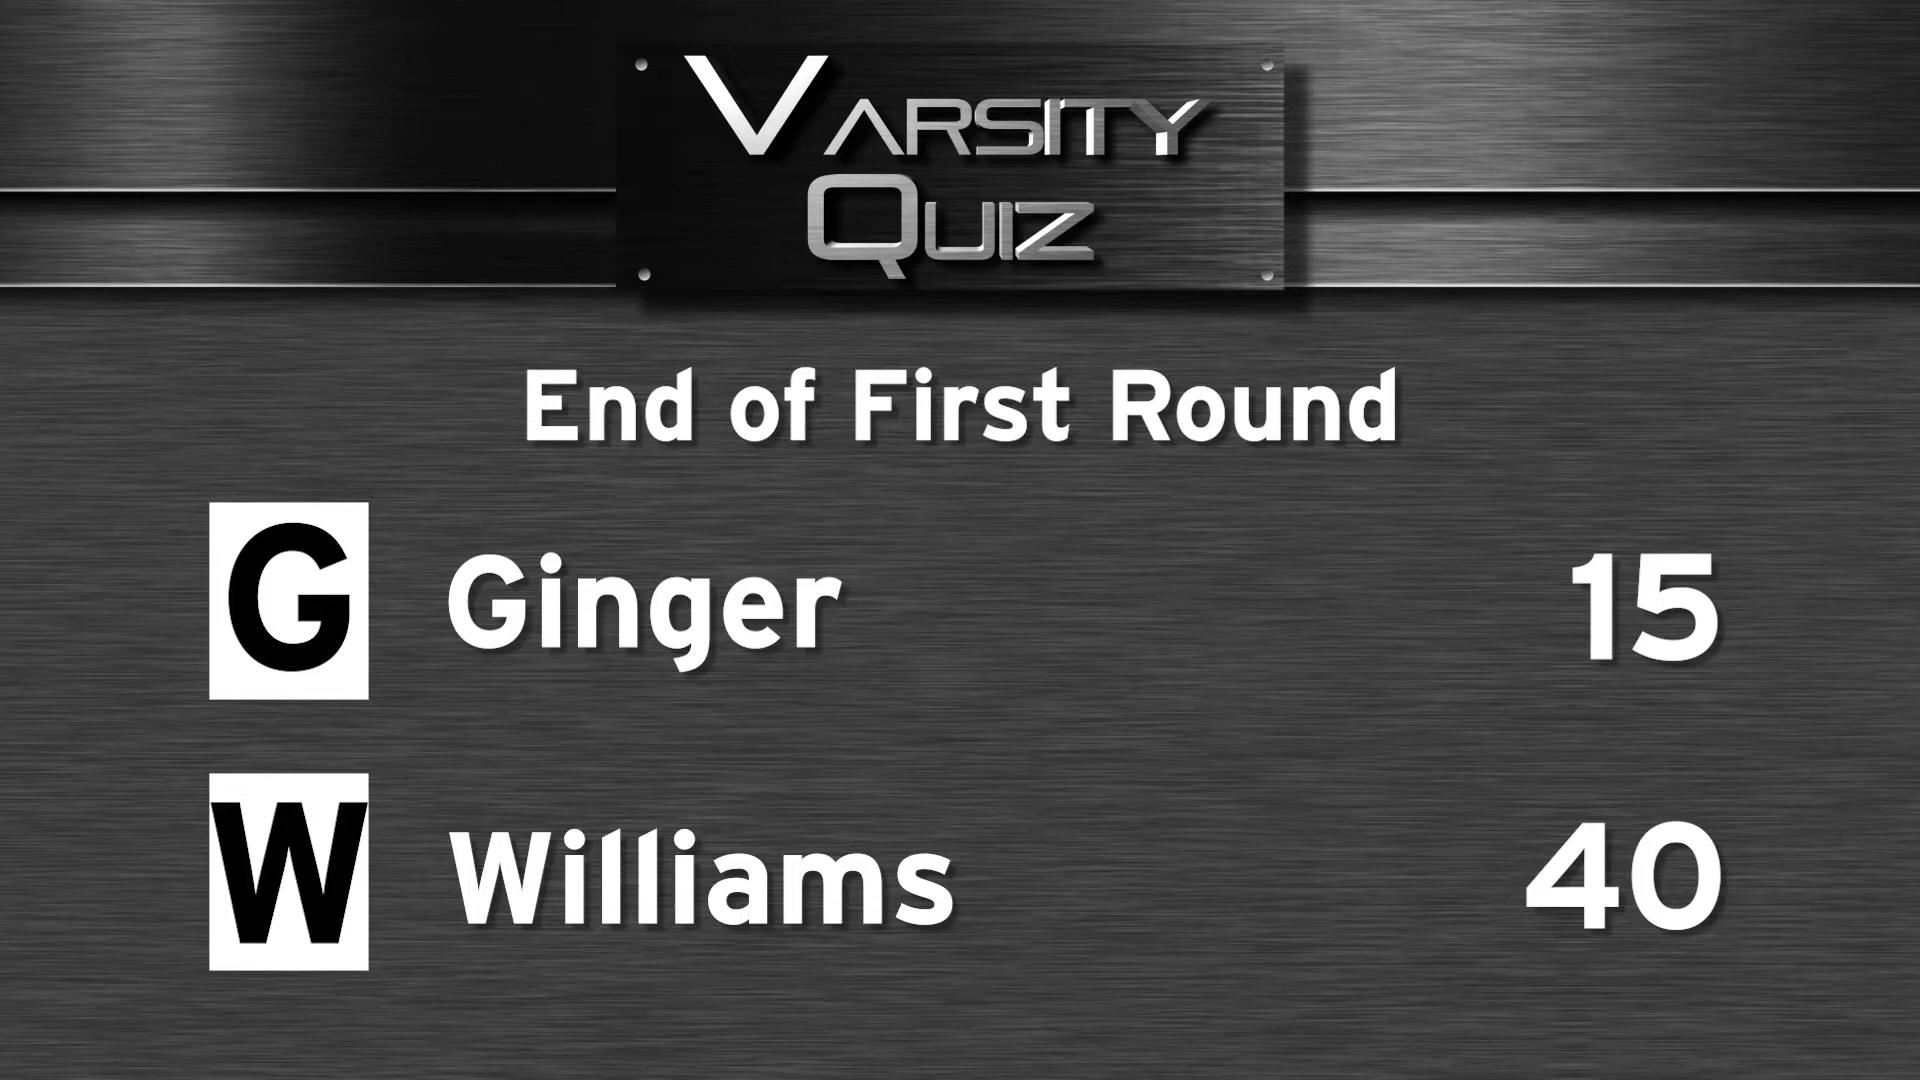 Varsity
Quiz
End of First Round
G Ginger 15
W Williams 40